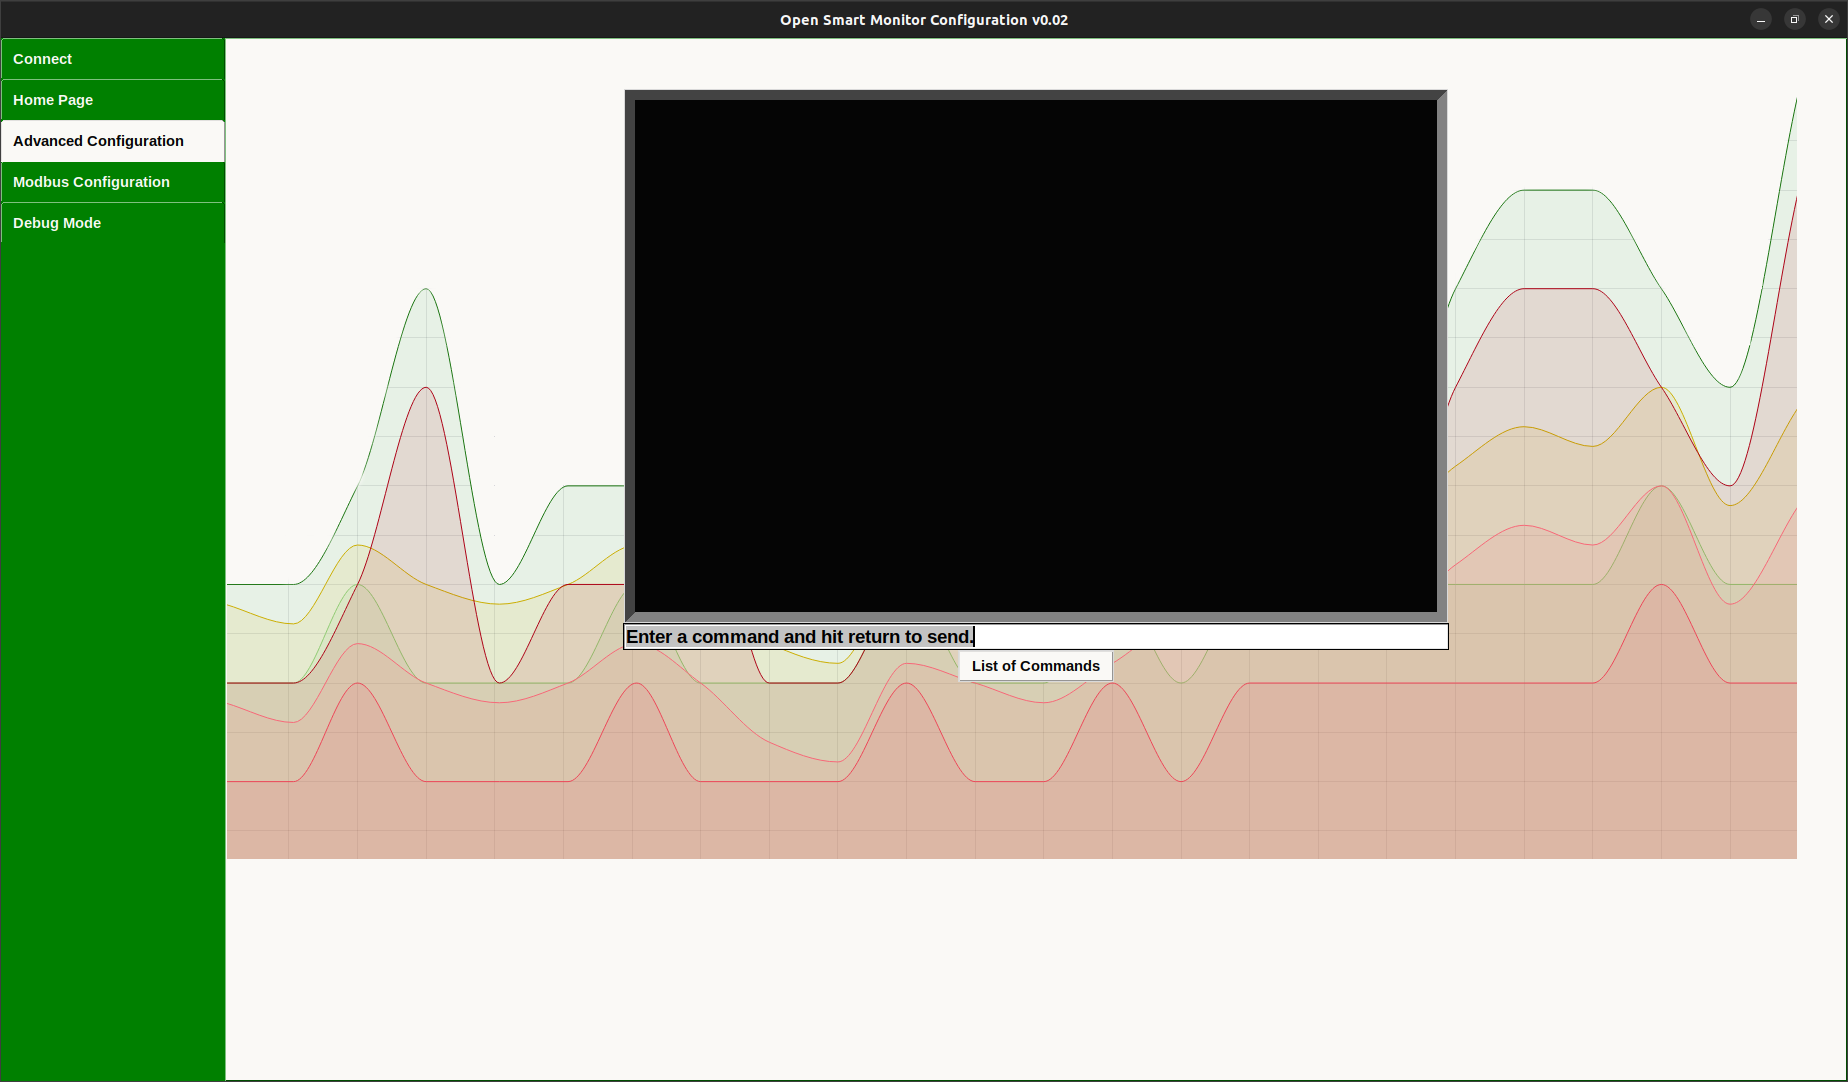 Open Smart Monitor Configuration v0.02
Connect
Home Page
Advanced Configuration
Modbus Configuration
Debug Mode
Enter a command and hit return to send.
List of Commands